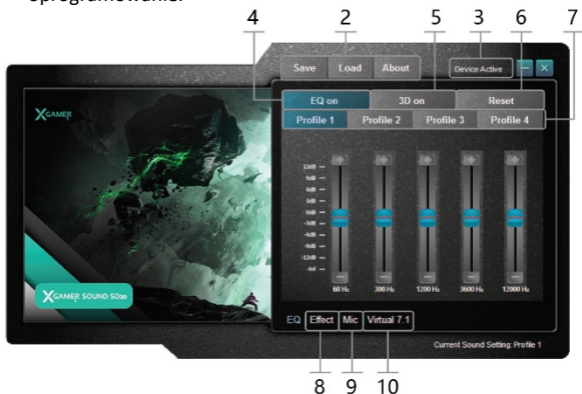 oprogramowanie.
4 2 5 3 6 7
Save Load About Device Active
EQ on 3D on Reset
Profile 1 Profile 2 Profile 3 Profile 4
XGAMER
12dB
9dB
6dB
3dB
0dB
-3dB
-6dB
-9dB
-12dB
-Inf
60 Hz 300 Hz 1200 Hz 3600 Hz 12000 Hz
XGAMER SOUND SD20
EQ Effect Mic Virtual 7.1
Current Sound Setting: Profile 1
8 9 10